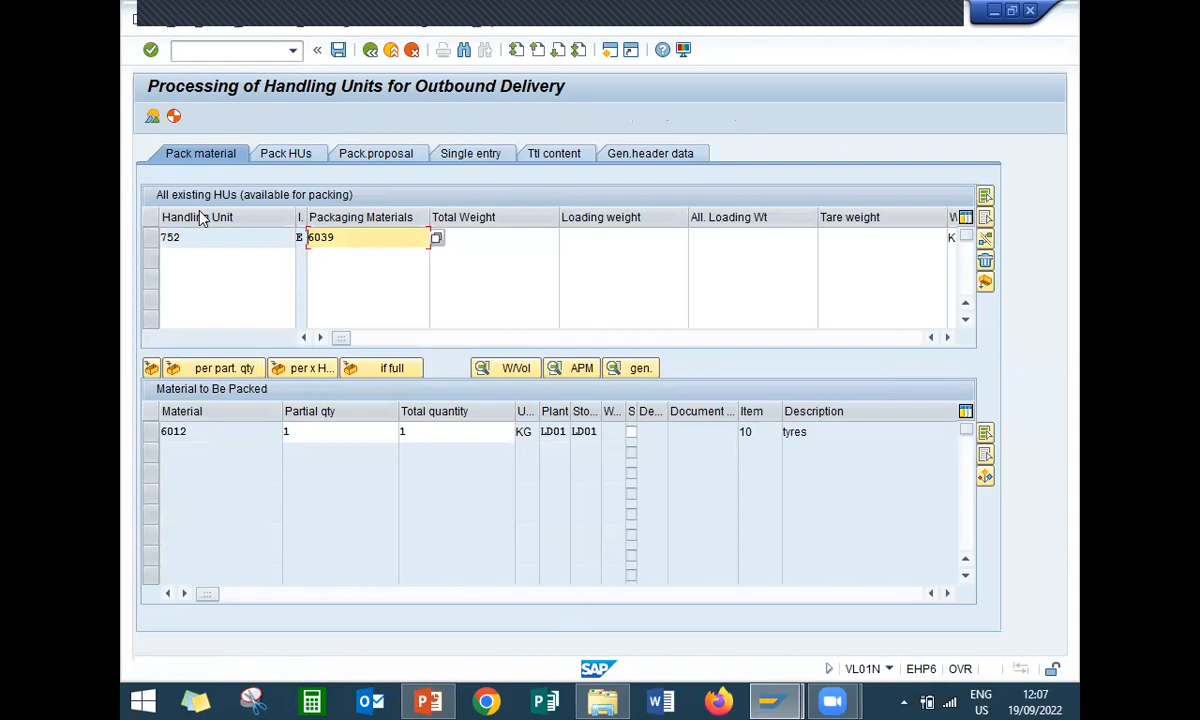 Processing of Handling Units for Outbound Delivery
Pack material Pack HUs Pack.proposal Single entry Ttl content Gen.header data
All existing HUs (available for packing)
Handling Unit I. Packaging Materials Total Weight Loading weight All. Loading Wt Tare weight W
752 E 6039 K
per part. qty per x H... if full W/Vol APM gen.
Material to Be Packed
Material Partial qty Total quantity U... Plant Sto... W... S De... Document ... Item Description
6012 1 1 KG LD01 LD01 10 tyres
SAP VL01N EHP6 OVR
ENG 12:07
US 19/09/2022